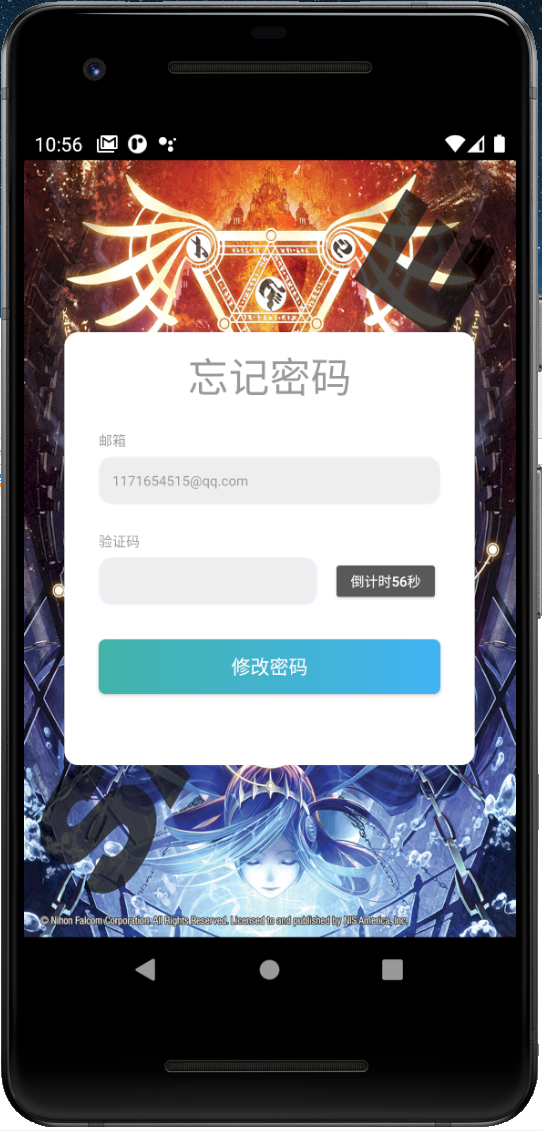 10:56
E
忘记密码
邮箱
1171654515@qq.com
验证码
倒计时56秒
修改密码
S
© Nihon Falcom Corporation. All Rights Reserved. Licensed to and published by NIS America, Inc.